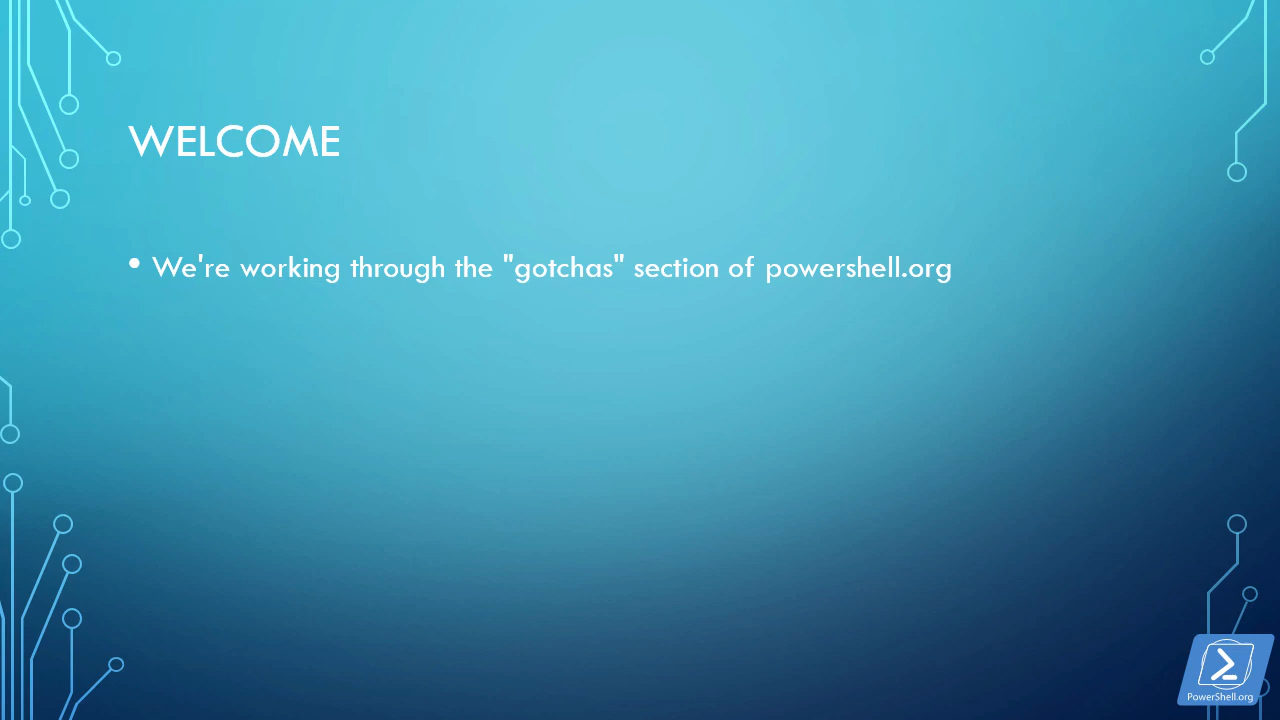 WELCOME
• We're working through the "gotchas" section of powershell.org
PowerShell.org